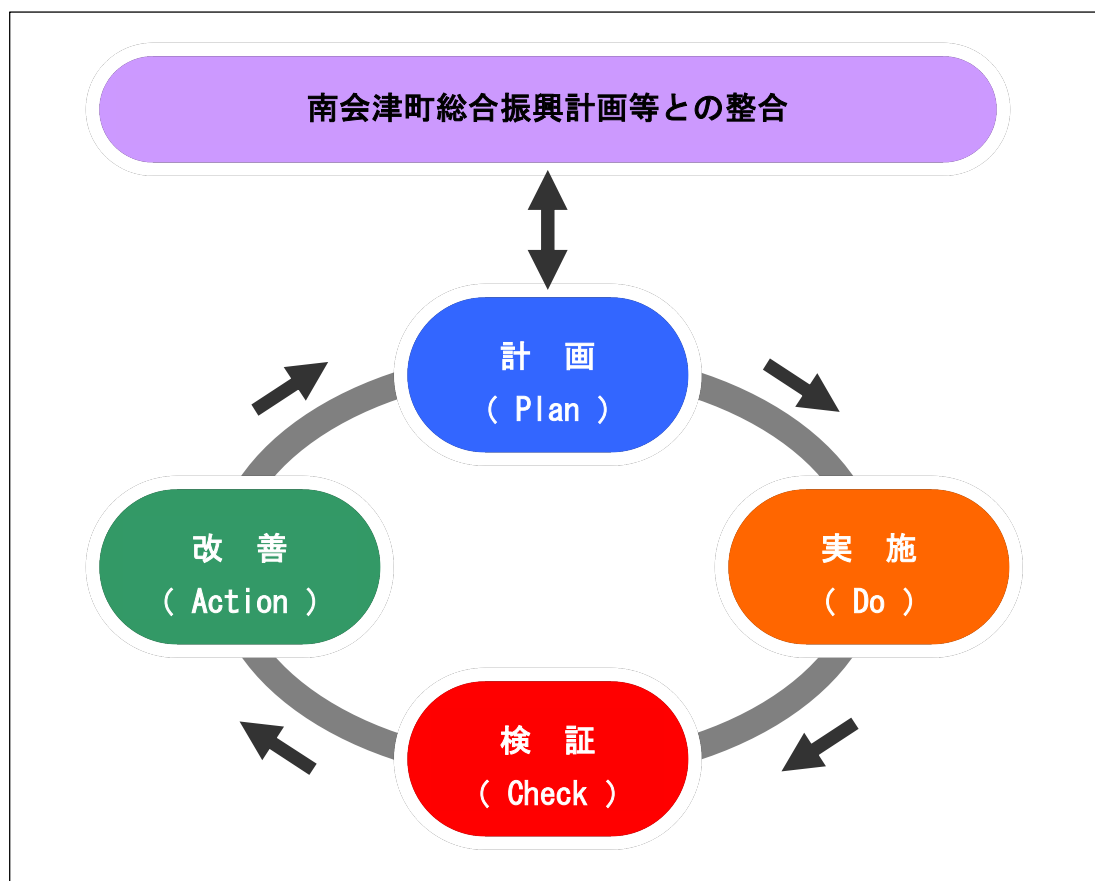 南会津町総合振興計画等との整合
計　画
( Plan )
改　善
( Action )
実　施
( Do )
検　証
( Check )